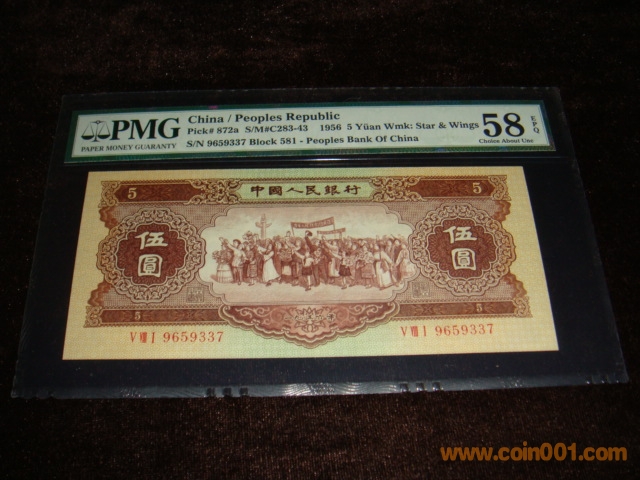 PMG
PAPER MONEY GUARANTY
China / Peoples Republic
Pick# 872a S/M#C283-43 1956 5 Yüan Wmk: Star & Wings
S/N 9659337 Block 581 - Peoples Bank Of China
58 EPQ
Choice About Unc
5 中國人民銀行 5
伍圓 伍圓
5 5
V VIII I 9659337 V VIII I 9659337
www.coin001.com